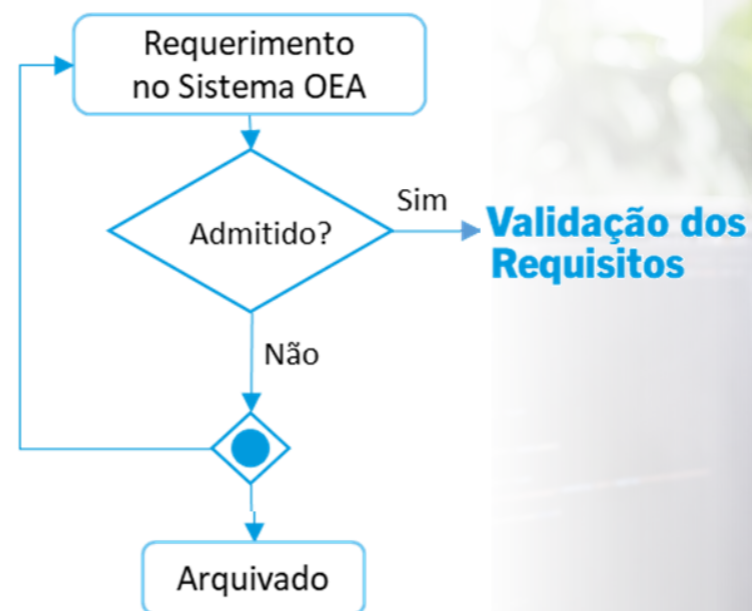 Requerimento
no Sistema OEA
Admitido?
Sim
Validação dos
Requisitos
Não
Arquivado